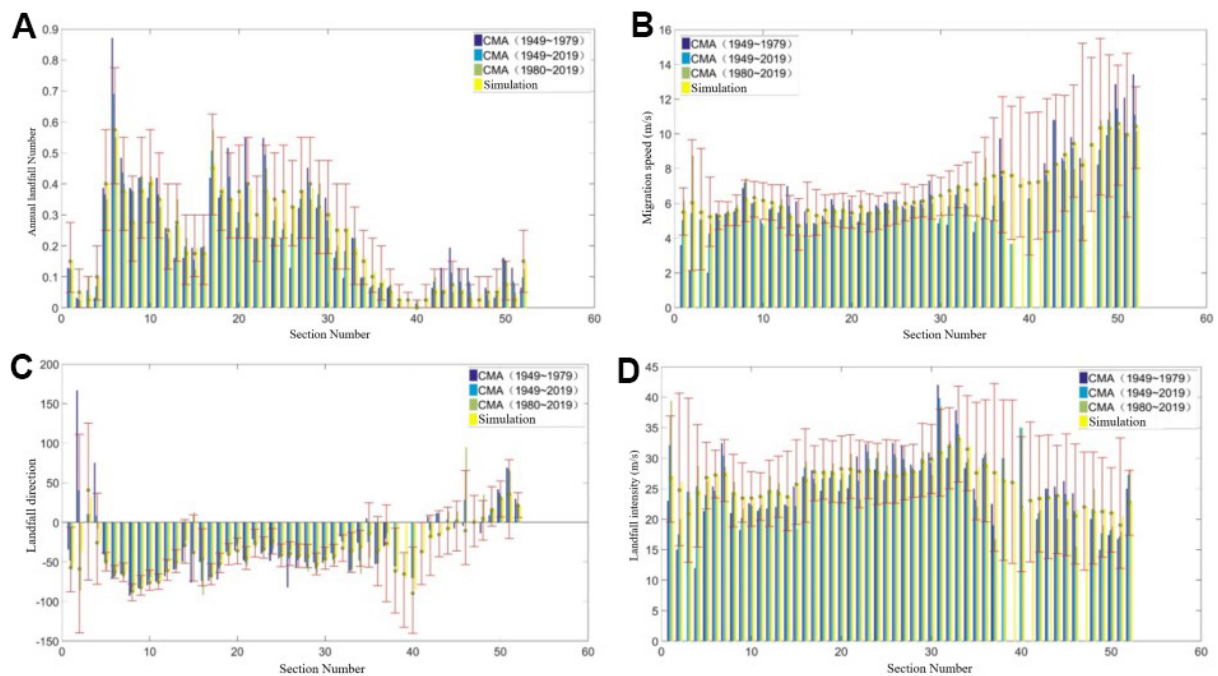 A
Annual landfall Number
0.9
0.8
0.7
0.6
0.5
0.4
0.3
0.2
0.1
0
CMA（1949~1979）
CMA（1949~2019）
CMA（1980~2019）
Simulation
0 10 20 30 40 50 60
Section Number
B
Migration speed (m/s)
16
14
12
10
8
6
4
2
0
CMA（1949~1979）
CMA（1949~2019）
CMA（1980~2019）
Simulation
0 10 20 30 40 50 60
Section Number
C
Landfall direction
200
150
100
50
0
-50
-100
-150
CMA（1949~1979）
CMA（1949~2019）
CMA（1980~2019）
Simulation
0 10 20 30 40 50 60
Section Number
D
Landfall intensity (m/s)
45
40
35
30
25
20
15
10
5
0
CMA（1949~1979）
CMA（1949~2019）
CMA（1980~2019）
Simulation
0 10 20 30 40 50 60
Section Number